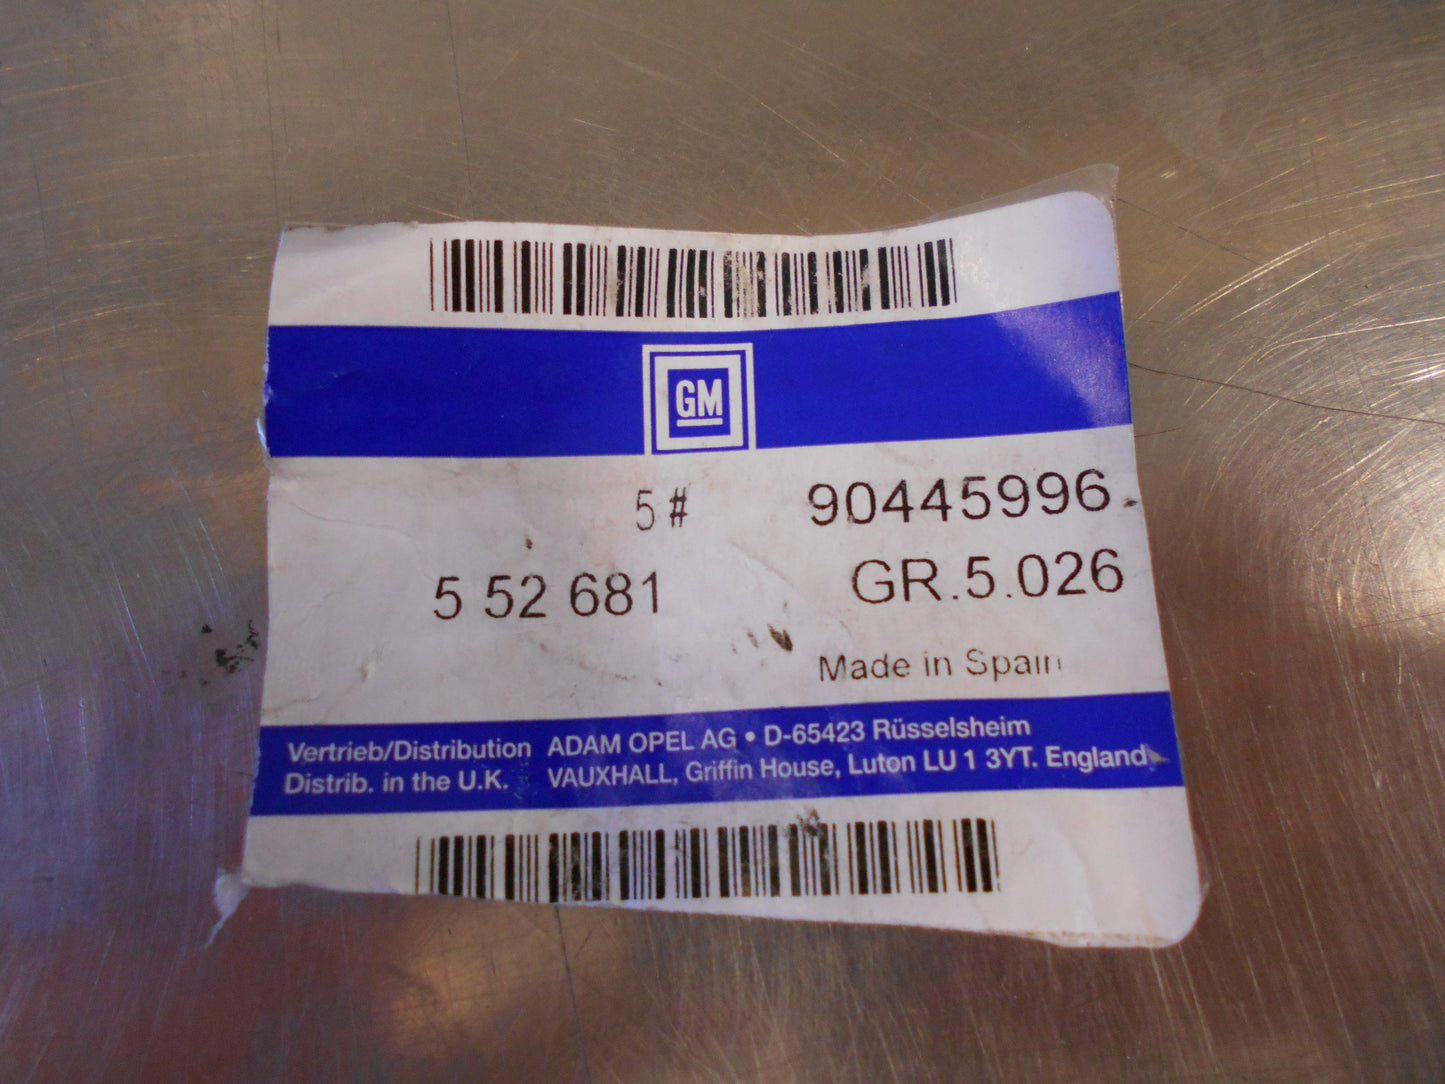 GM
5# 90445996
5 52 681 GR.5.026
Made in Spain
Vertrieb/Distribution ADAM OPEL AG • D-65423 Rüsselsheim
Distrib. in the U.K. VAUXHALL, Griffin House, Luton LU 1 3YT. England